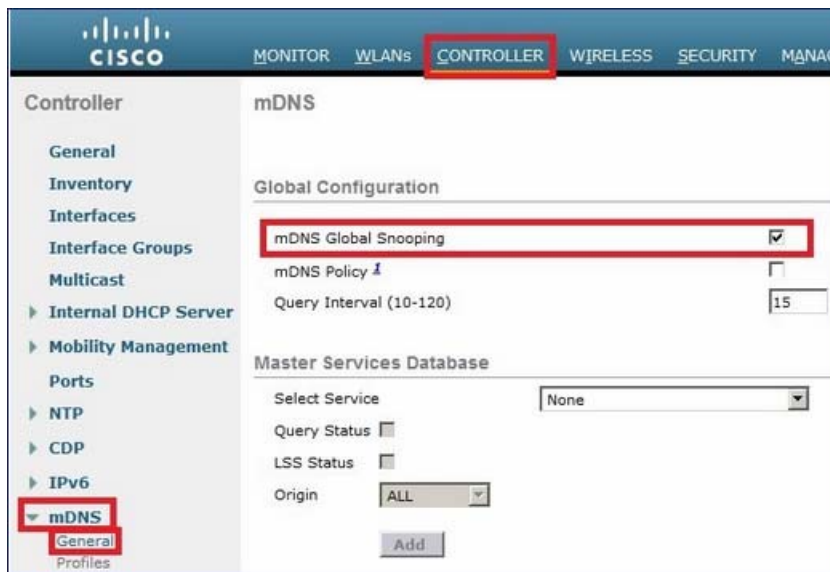 CISCO
MONITOR WLANs CONTROLLER WIRELESS SECURITY MANAG
Controller
General
Inventory
Interfaces
Interface Groups
Multicast
Internal DHCP Server
Mobility Management
Ports
NTP
CDP
IPv6
mDNS
General
Profiles
mDNS
Global Configuration
mDNS Global Snooping
mDNS Policy 1
Query Interval (10-120) 15
Master Services Database
Select Service None
Query Status
LSS Status
Origin ALL
Add